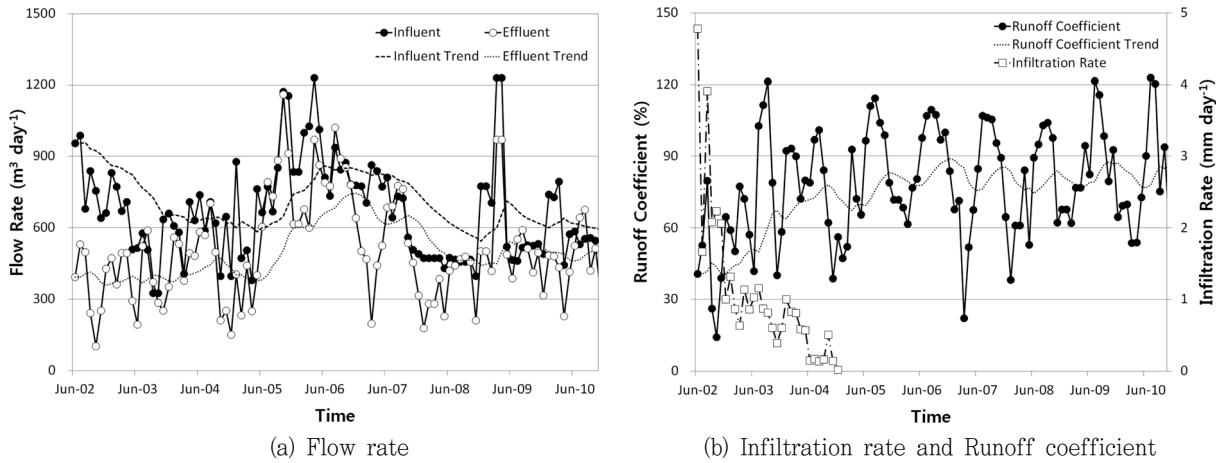 1500
1200
900
600
300
0
Flow Rate (m³ day⁻¹)
Influent
Effluent
Influent Trend
Effluent Trend
Jun-02
Jun-03
Jun-04
Jun-05
Jun-06
Jun-07
Jun-08
Jun-09
Jun-10
Time
(a) Flow rate
150
120
90
60
30
0
Runoff Coefficient (%)
Runoff Coefficient
Runoff Coefficient Trend
Infiltration Rate
5
4
3
2
1
0
Infiltration Rate (mm day⁻¹)
Jun-02
Jun-03
Jun-04
Jun-05
Jun-06
Jun-07
Jun-08
Jun-09
Jun-10
Time
(b) Infiltration rate and Runoff coefficient